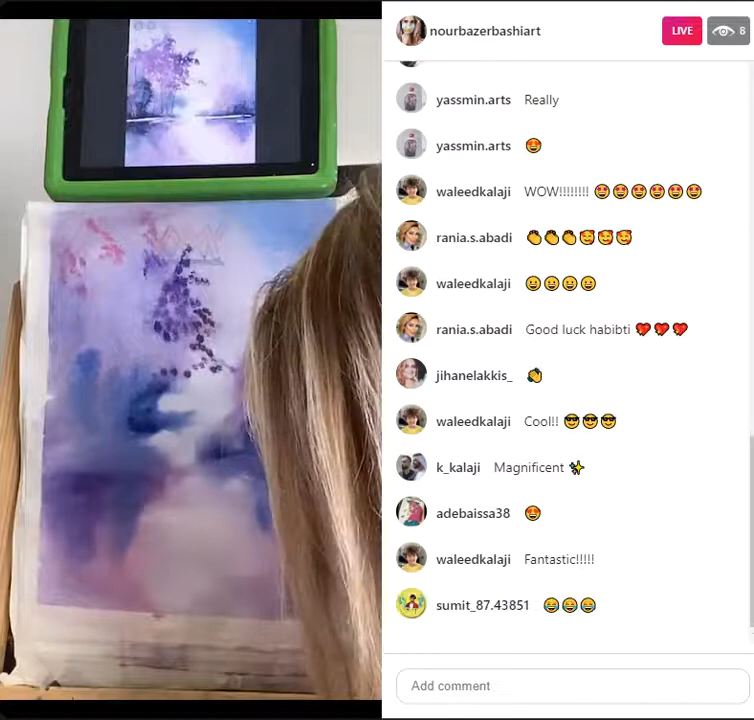 nourbazerbashiart
LIVE
8
yassmin.arts Really
yassmin.arts 🤩
waleedkalaji WOW!!!!!!!! 🤩🤩🤩🤩🤩🤩
rania.s.abadi 👏👏👏🥰🥰🥰
waleedkalaji 😀😀😀😀
rania.s.abadi Good luck habibti 💖💖💖
jihanelakkis_ 👏
waleedkalaji Cool!! 😎😎😎
k_kalaji Magnificent ✨
adebaissa38 🤩
waleedkalaji Fantastic!!!!!
sumit_87.43851 😂😂😂
Add comment